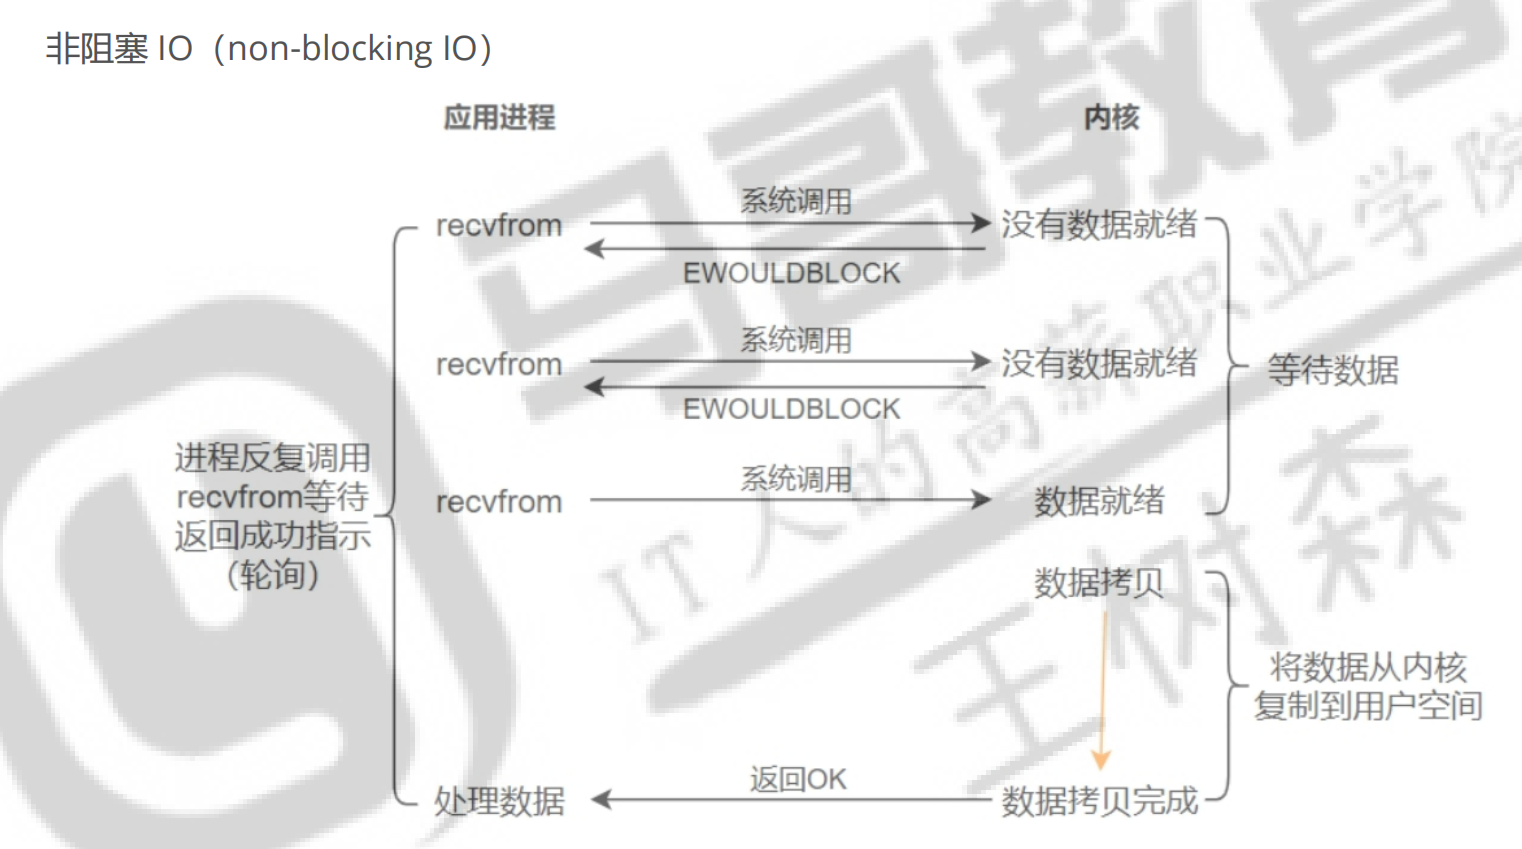 非阻塞 IO（non-blocking IO）
应用进程
内核
recvfrom
系统调用
没有数据就绪
EWOULDBLOCK
recvfrom
系统调用
没有数据就绪
EWOULDBLOCK
等待数据
进程反复调用
recvfrom等待
返回成功指示
（轮询）
recvfrom
系统调用
数据就绪
数据拷贝
将数据从内核
复制到用户空间
处理数据
返回OK
数据拷贝完成
马哥教育
IT人的高薪职业学院
王树森